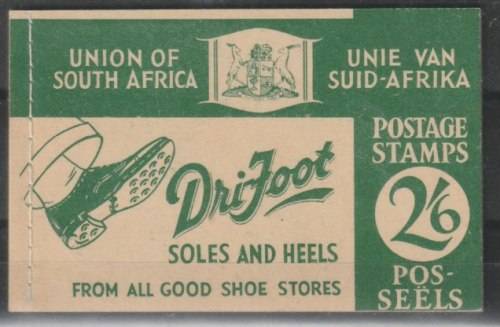 UNION OF
SOUTH AFRICA
UNIE VAN
SUID-AFRIKA
Dri-Foot
SOLES AND HEELS
FROM ALL GOOD SHOE STORES
POSTAGE
STAMPS
2/6
POS-
SEËLS